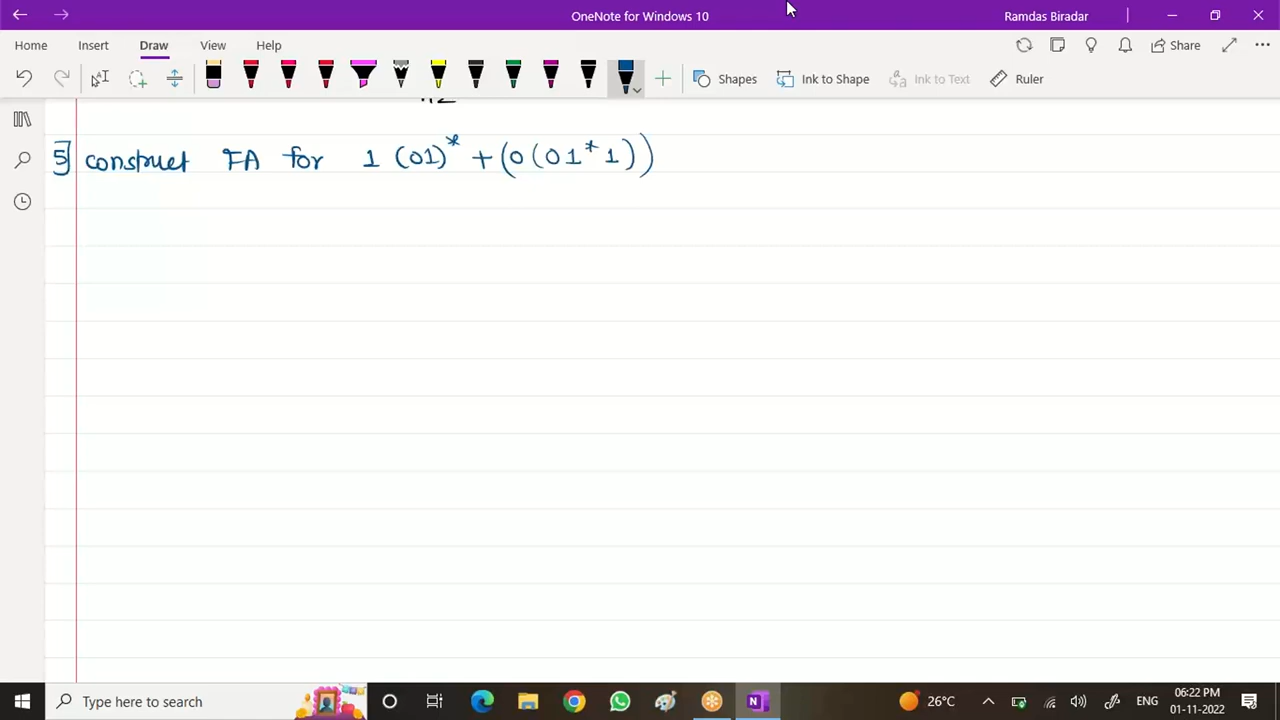 OneNote for Windows 10
Ramdas Biradar
Home Insert Draw View Help
Share
Shapes Ink to Shape Ink to Text Ruler
5] construct FA for 1 (01)* + (0(01*1))
Type here to search
26°C
ENG
06:22 PM
01-11-2022